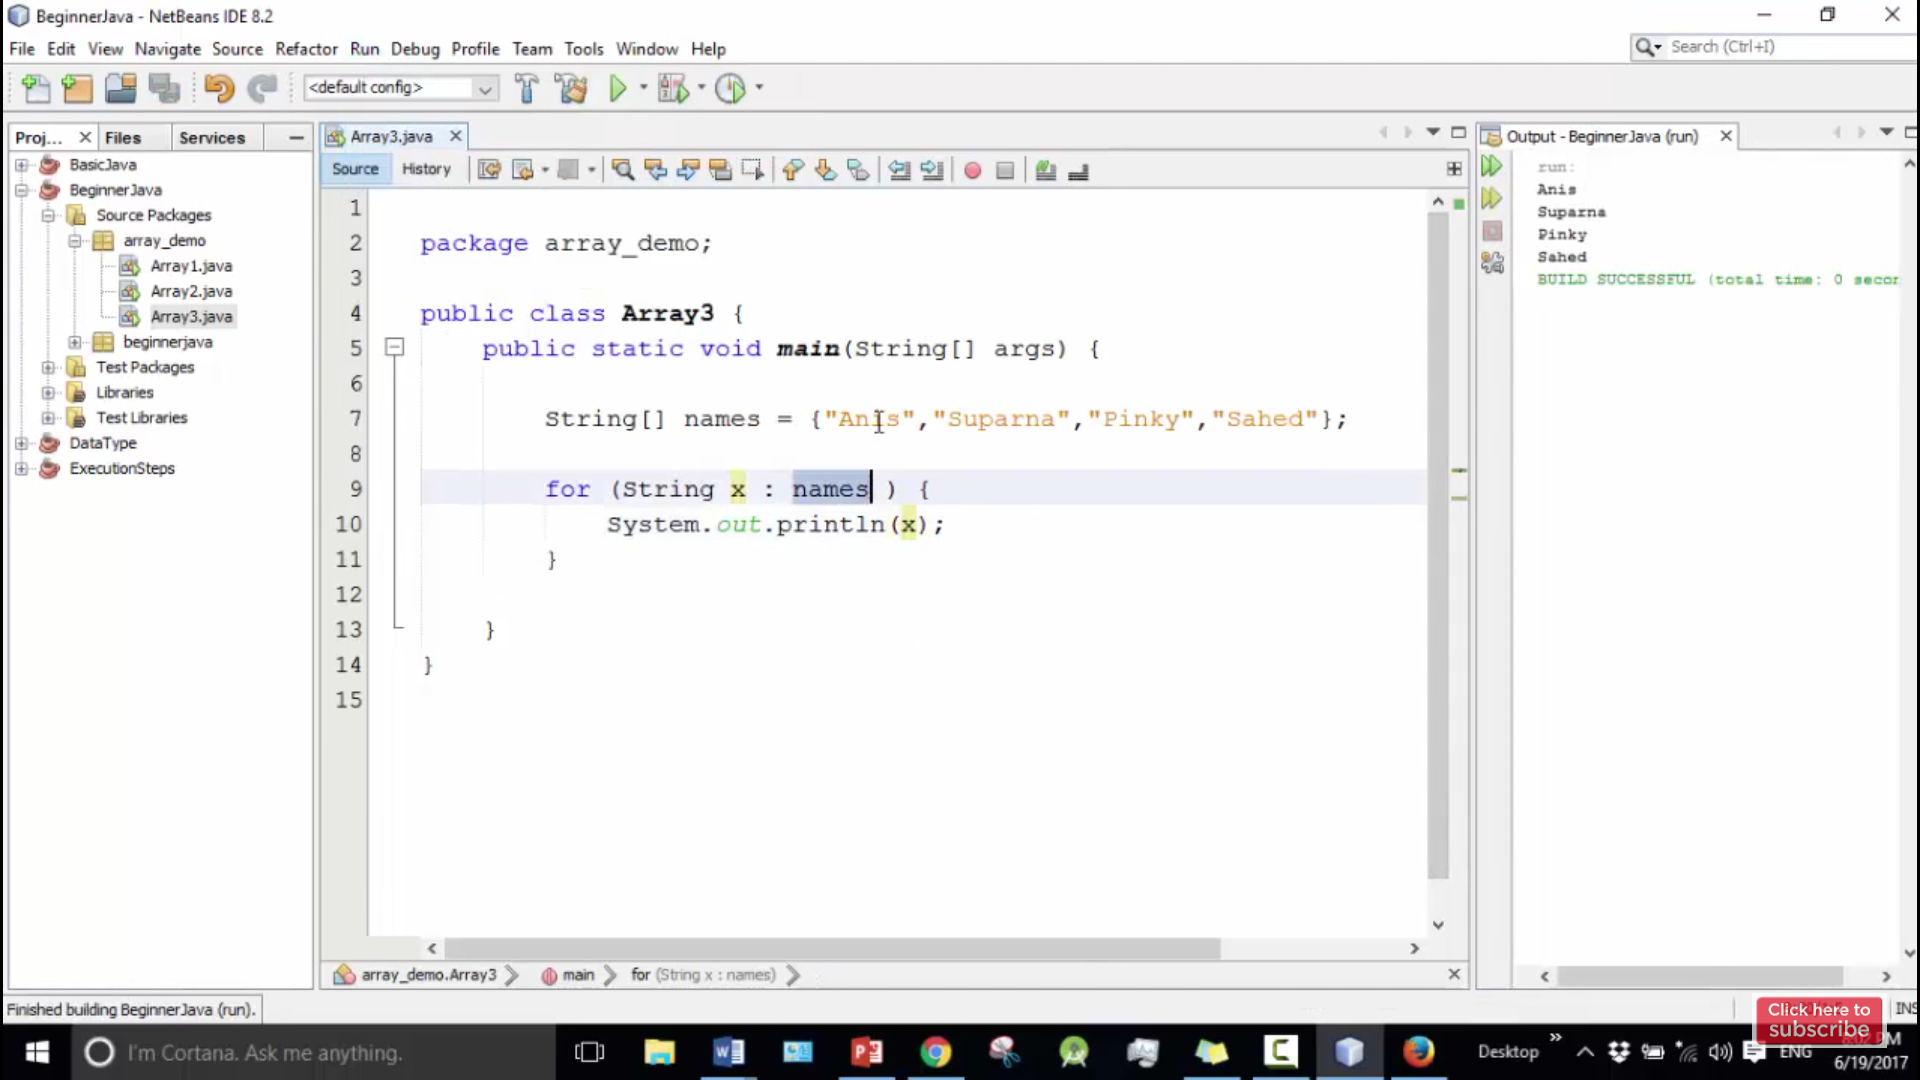 BeginnerJava - NetBeans IDE 8.2
File Edit View Navigate Source Refactor Run Debug Profile Team Tools Window Help
Search (Ctrl+I)
<default config>
Proj... Files Services
Array3.java
Output - BeginnerJava (run)
Source History
BasicJava
BeginnerJava
Source Packages
array_demo
Array1.java
Array2.java
Array3.java
beginnerjava
Test Packages
Libraries
Test Libraries
DataType
ExecutionSteps
1
2 package array_demo;
3
4 public class Array3 {
5 public static void main(String[] args) {
6
7 String[] names = {"Anis","Suparna","Pinky","Sahed"};
8
9 for (String x : names ) {
10 System.out.println(x);
11 }
12
13 }
14 }
15
run:
Anis
Suparna
Pinky
Sahed
BUILD SUCCESSFUL (total time: 0 secon
array_demo.Array3 main for (String x : names)
Finished building BeginnerJava (run).
INS
Click here to
subscribe
I'm Cortana. Ask me anything.
Desktop
ENG
6/19/2017